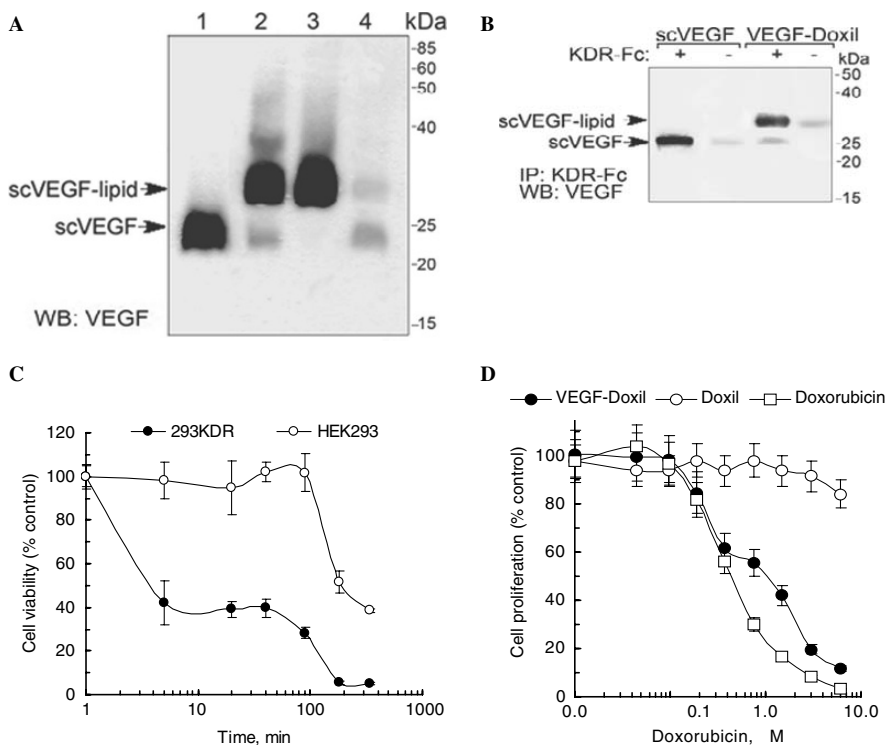 A
1 2 3 4 kDa
-85
-60
-50
-40
scVEGF-lipid
scVEGF
-25
-20
WB: VEGF
-15
B
scVEGF VEGF-Doxil
KDR-Fc: + - + - kDa
-50
-40
scVEGF-lipid
scVEGF
-25
-20
IP: KDR-Fc
WB: VEGF
-15
C
293KDR HEK293
Cell viability (% control)
120
100
80
60
40
20
0
1 10 100 1000
Time, min
D
VEGF-Doxil Doxil Doxorubicin
Cell proliferation (% control)
100
80
60
40
20
0
0.0 0.1 1.0 10.0
Doxorubicin, M